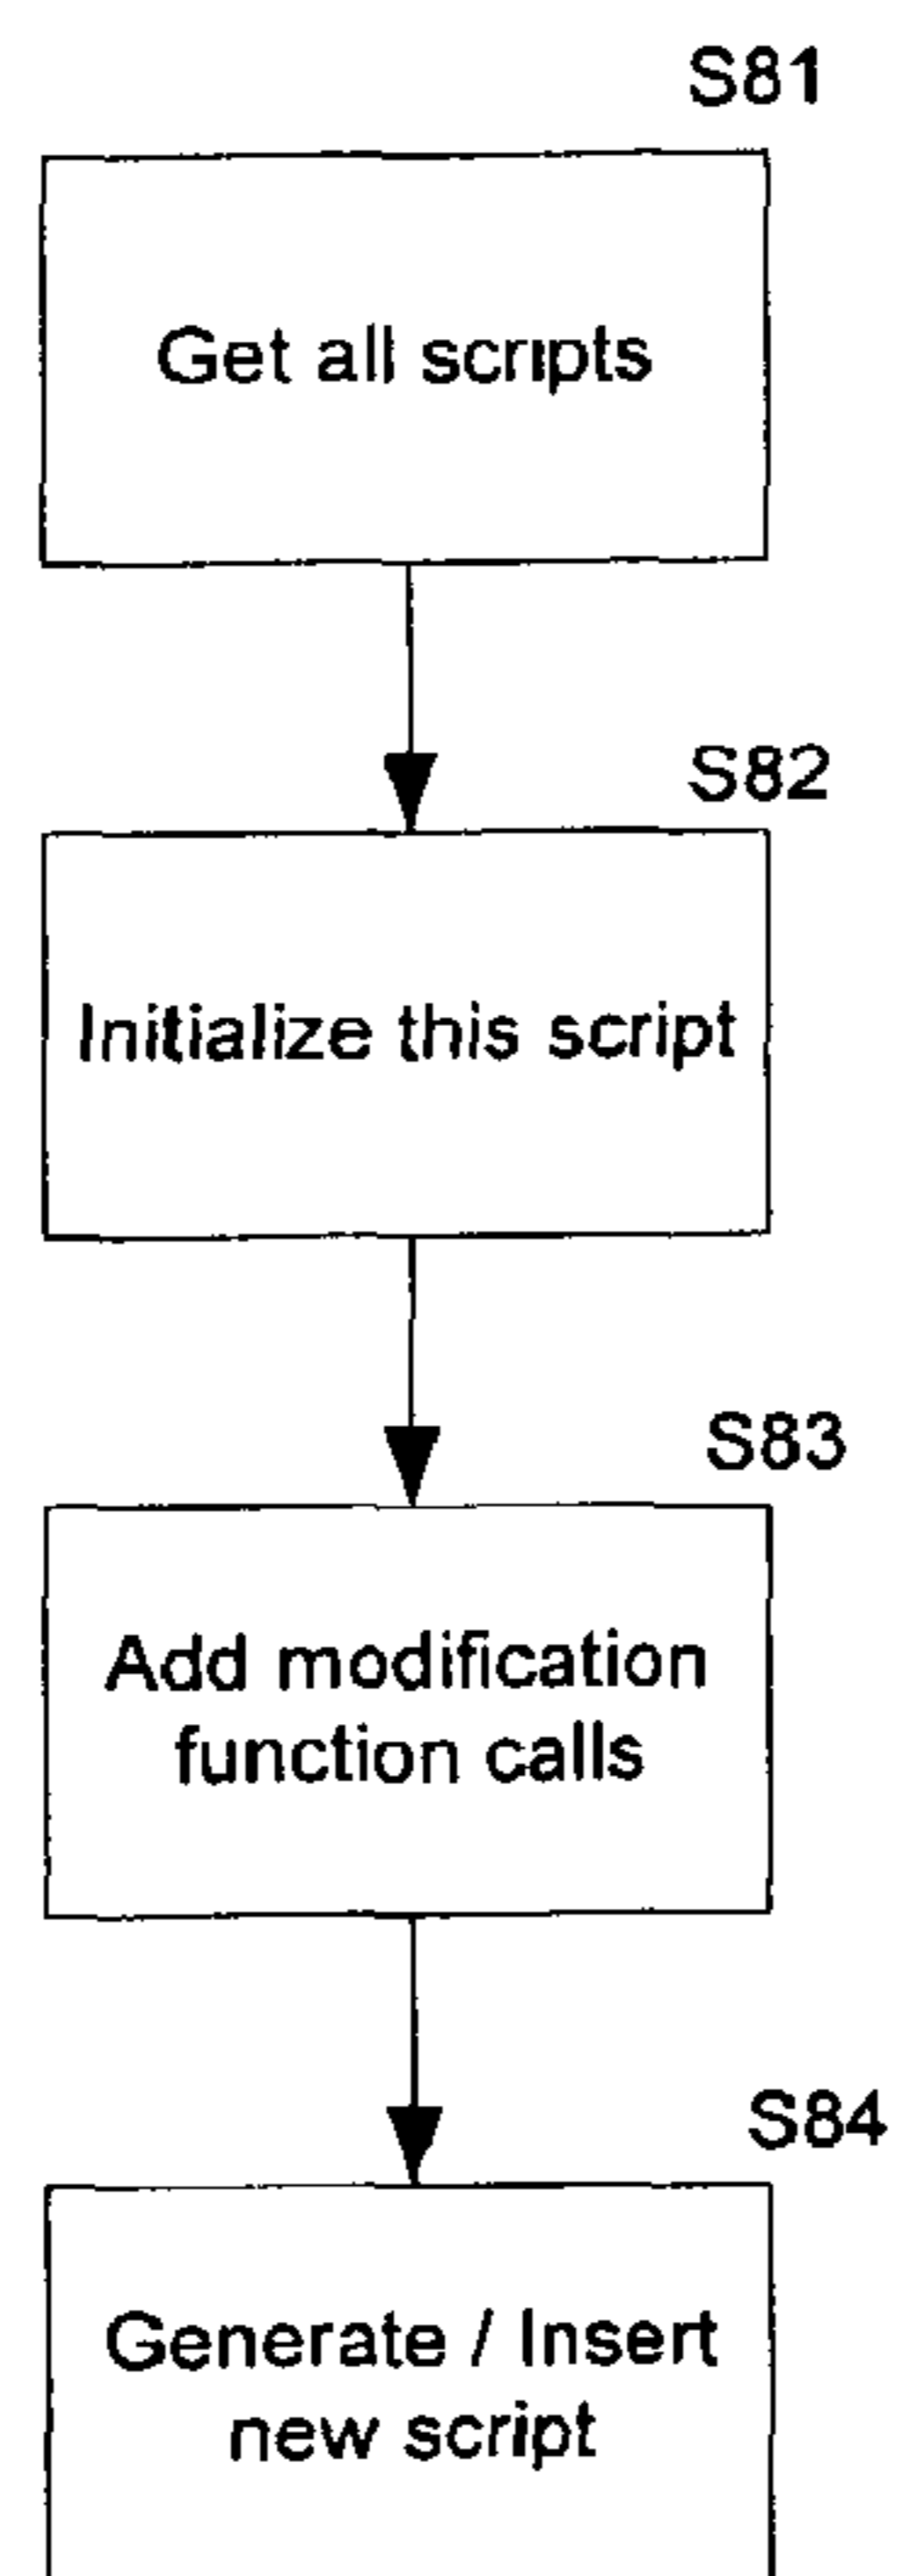 S81
Get all scripts
S82
Initialize this script
S83
Add modification
function calls
S84
Generate / Insert
new script